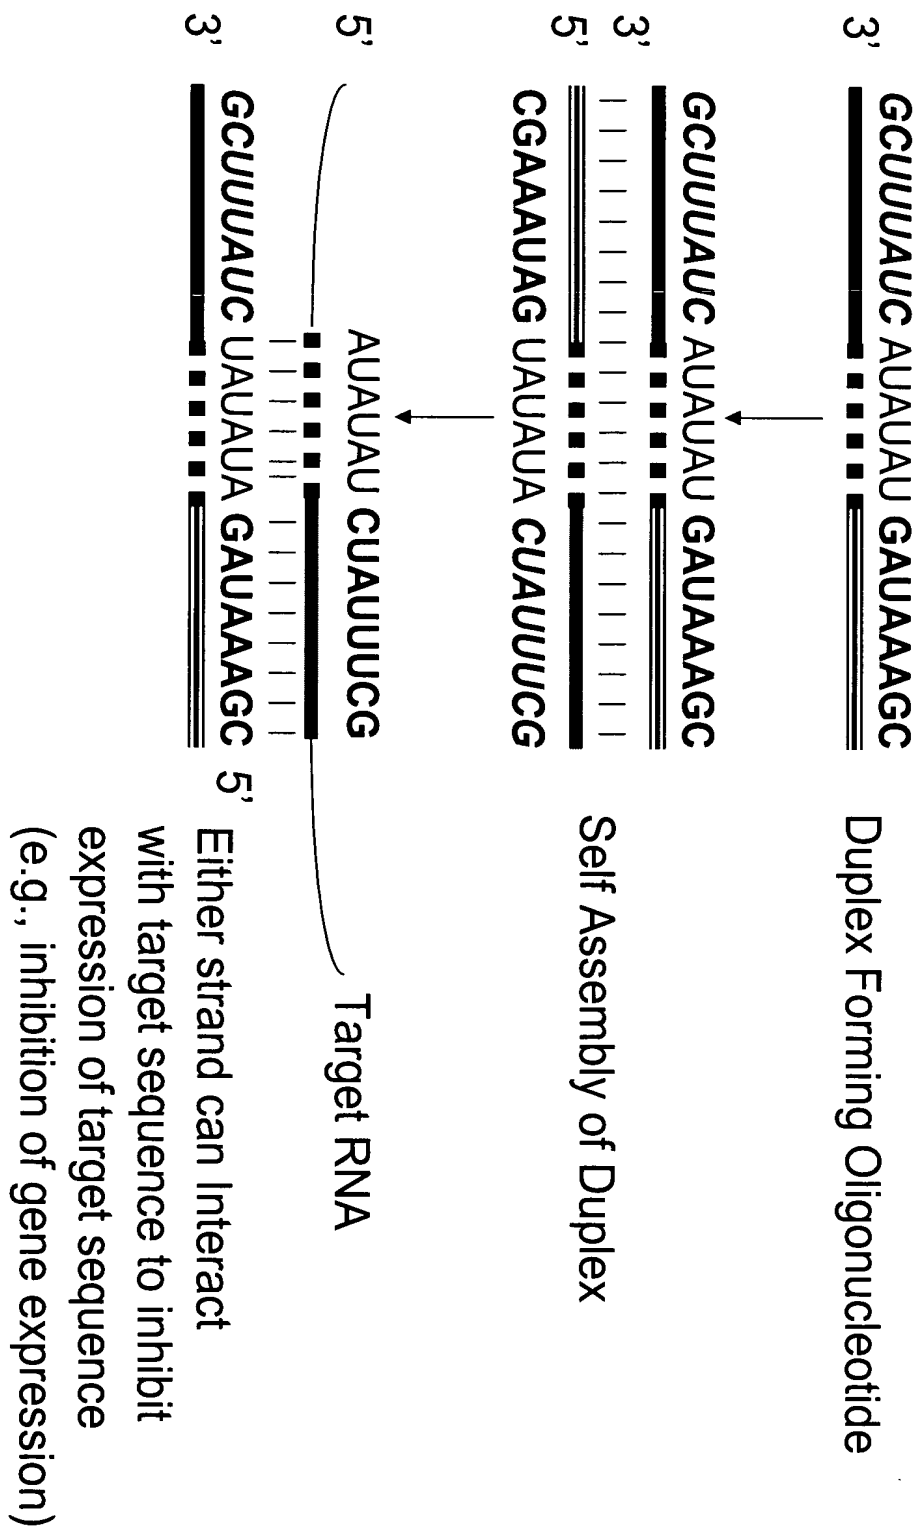 GCUUUAUC AUAUAU GAUAAAGC
3' Duplex Forming Oligonucleotide
GCUUUAUC AUAUAU GAUAAAGC
3'
5' Self Assembly of Duplex
CGAAAUAG UAUAUA CUAUUUCG
AUAUAU CUAUUUCG
5' Target RNA
GCUUUAUC UAUAUA GAUAAAGC 5'
3'
Either strand can Interact
with target sequence to inhibit
expression of target sequence
(e.g., inhibition of gene expression)